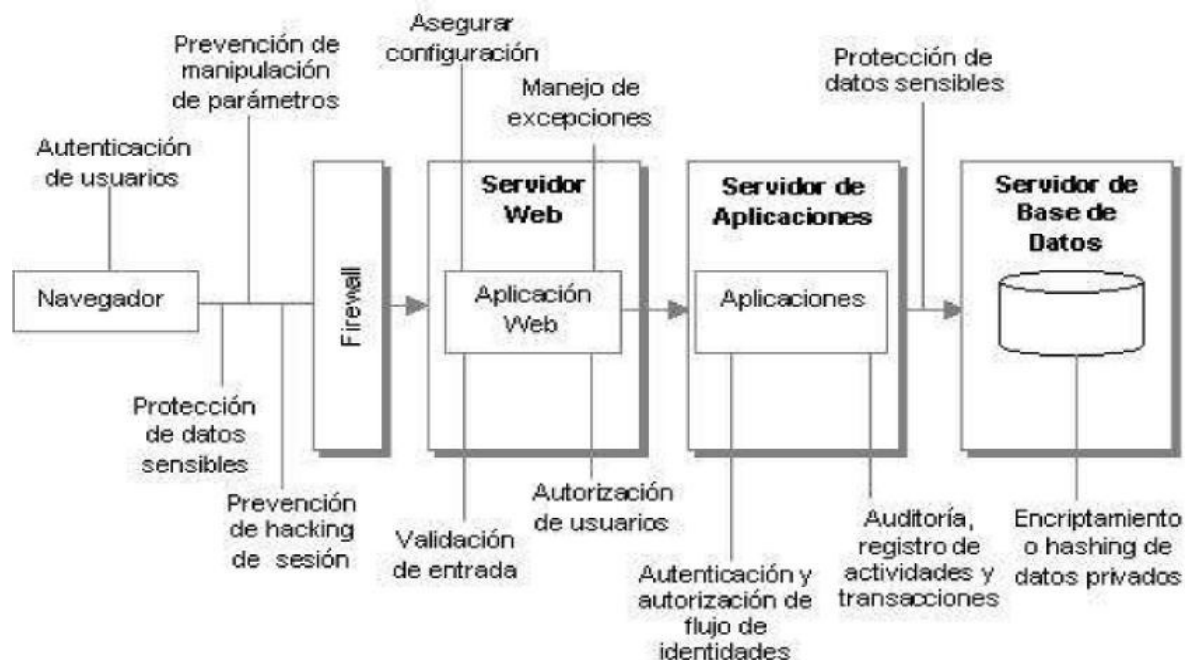 Asegurar
configuración
Prevención de
manipulación
de parámetros
Protección de
datos sensibles
Manejo de
excepciones
Autenticación
de usuarios
Servidor
Web
Servidor de
Aplicaciones
Servidor de
Base de
Datos
Navegador
Firewall
Aplicación
Web
Aplicaciones
Protección
de datos
sensibles
Prevención
de hacking
de sesión
Validación
de entrada
Autorización
de usuarios
Autenticación y
autorización de
flujo de
identidades
Auditoría,
registro de
actividades y
transacciones
Encriptamiento
o hashing de
datos privados